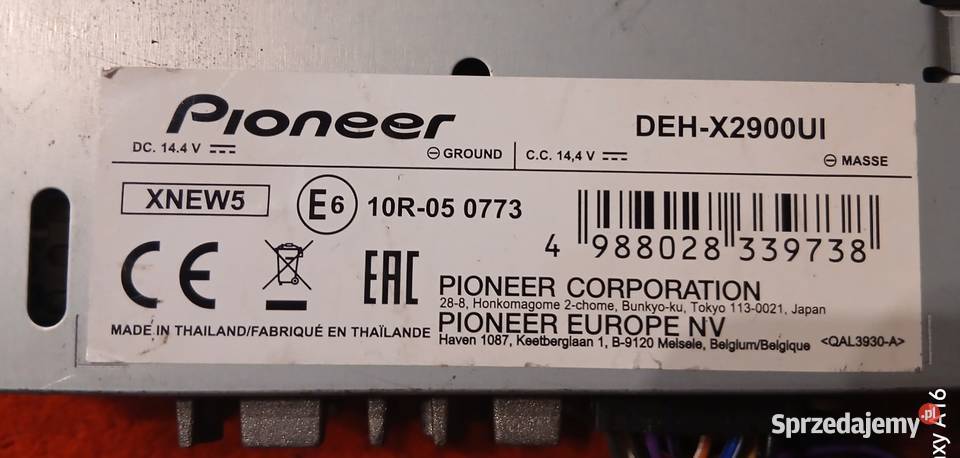 Pioneer
DEH-X2900UI
DC. 14.4 V
⊖ GROUND
C.C. 14,4 V
⊖ MASSE
XNEW5
E6
10R-05 0773
4 988028 339738
CE
EAC
PIONEER CORPORATION
28-8, Honkomagome 2-chome, Bunkyo-ku, Tokyo 113-0021, Japan
PIONEER EUROPE NV
Haven 1087, Keetberglaan 1, B-9120 Melsele, Belgium/Belgique
<QAL3930-A>
MADE IN THAILAND/FABRIQUÉ EN THAÏLANDE
Sprzedajemy.pl
axy A16